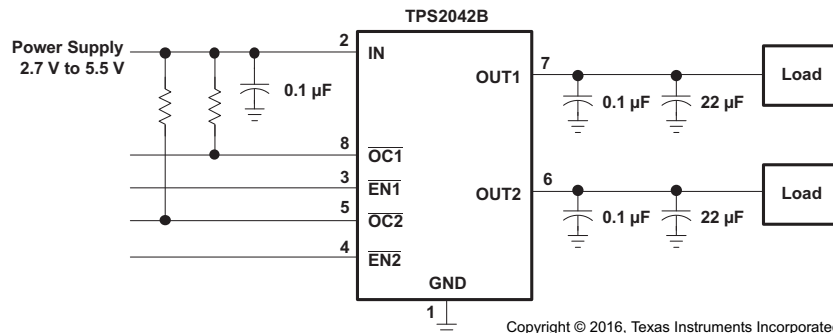 TPS2042B
Power Supply
2.7 V to 5.5 V
2
IN
0.1 µF
8
OC1
3
EN1
5
OC2
4
EN2
GND
1
OUT1
7
0.1 µF
22 µF
Load
OUT2
6
0.1 µF
22 µF
Load
Copyright © 2016, Texas Instruments Incorporated